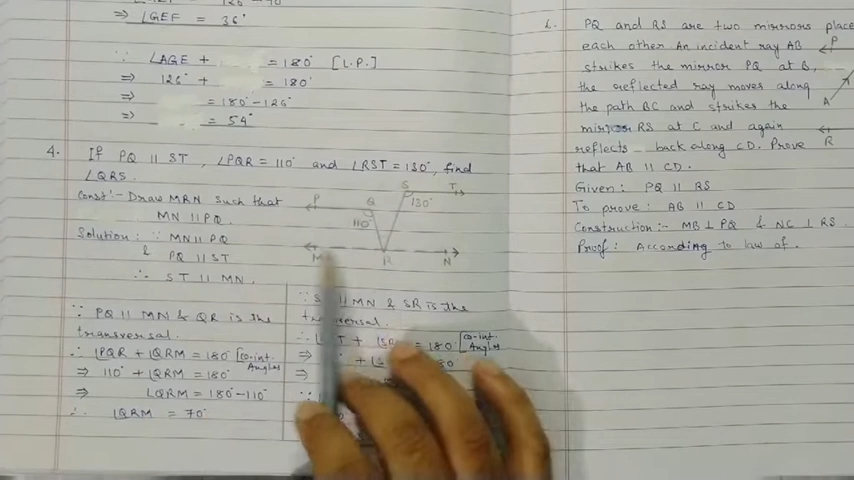 ⇒ ∠GEF = 36°
∵ ∠AGE + = 180° [L.P.]
⇒ 126° + = 180°
⇒ = 180° - 126°
⇒ = 54°
4. If PQ || ST, ∠PQR = 110° and ∠RST = 130°, find
∠QRS.
Const:- Draw MRN such that
MN || PQ.
Solution: ∵ MN || PQ
& PQ || ST
∴ ST || MN.
P Q S T
110° 130°
M R N
∵ PQ || MN & QR is the
transversal.
∴ ∠PQR + ∠QRM = 180° [co-int. Angles
⇒ 110° + ∠QRM = 180°
⇒ ∠QRM = 180° - 110°
∴ ∠QRM = 70°
|| MN & SR is the
transversal.
= 180° [co-int. Angles
⇒
⇒
6. PQ and RS are two mirrors place
each other An incident ray AB
strikes the mirror PQ at B,
the reflected ray moves along
the path BC and strikes the
mirror RS at C and again
reflects back along CD. Prove
that AB || CD.
Given: PQ || RS
To prove: AB || CD
Construction:- MB ⊥ PQ & NC ⊥ RS.
Proof: According to law of.
P
A
R